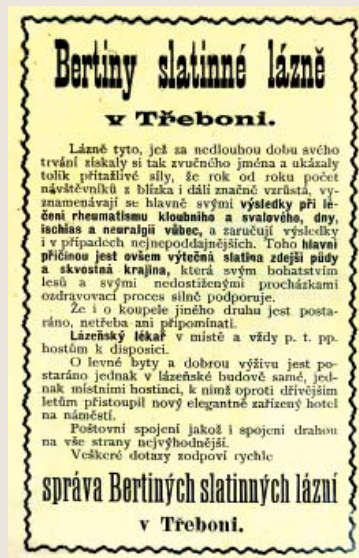 Bertiny slatinné lázně
v Třeboni.
Lázně tyto, jež za nedlouhou dobu svého
trvání získaly si tak zvučného jména a ukázaly
tolik přitažlivé síly, že rok od roku počet
návštěvníků z blízka i dáli značně vzrůstá, vy-
znamenávají se hlavně svými výsledky při lé-
čení rheumatismu kloubního a svalového, dny,
ischias a neuralgií vůbec, a zaručují výsledky
i v případech nejnepoddajnějších. Toho hlavní
příčinou jest ovšem výtečná slatina zdejší půdy
a skvostná krajina, která svým bohatstvím
lesů a svými nedostiženými procházkami
ozdravovací proces silně podporuje.
Že i o koupele jiného druhu jest posta-
ráno, netřeba ani připomínati.
Lázeňský lékař v místě a vždy p. t. pp.
hostům k disposici.
O levné byty a dobrou výživu jest po-
staráno jednak v lázeňské budově samé, jed-
nak místními hostinci, k nimž oproti dřívějším
letům přistoupil nový elegantně zařízený hotel
na náměstí.
Poštovní spojení jakož i spojení drahou
na vše strany nejvýhodnější.
Veškeré dotazy zodpoví rychle
správa Bertiných slatinných lázní
v Třeboni.